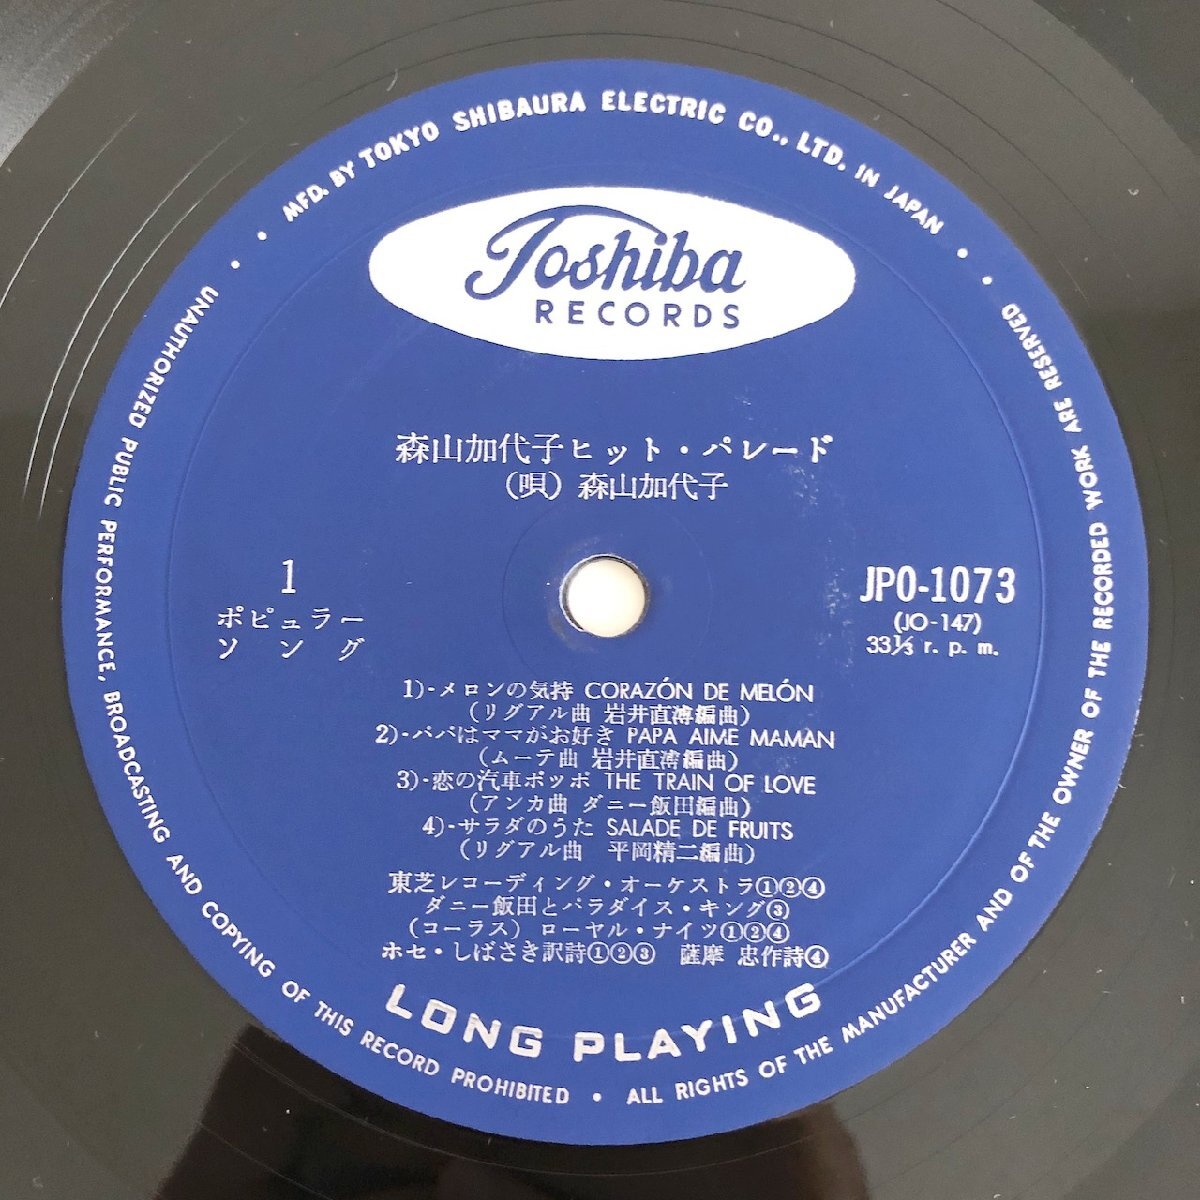 MFD. BY TOKYO SHIBAURA ELECTRIC CO., LTD. IN JAPAN
Toshiba
RECORDS
森山加代子ヒット・パレード
(唄) 森山加代子
1
ポピュラー
ソング
JPO-1073
(JO-147)
33⅓ r. p. m.
1)-メロンの気持 CORAZÓN DE MELÓN
(リグアル曲 岩井直溥編曲)
2)-パパはママがお好き PAPA AIME MAMAN
(ムーテ曲 岩井直溥編曲)
3)-恋の汽車ポッポ THE TRAIN OF LOVE
(アンカ曲 ダニー飯田編曲)
4)-サラダのうた SALADE DE FRUITS
(リグアル曲 平岡精二編曲)
東芝レコーディング・オーケストラ①②④
ダニー飯田とパラダイス・キング③
(コーラス) ローヤル・ナイツ①②④
ホセ・しばさき訳詩①②③ 薩摩 忠作詩④
LONG PLAYING
UNAUTHORIZED PUBLIC PERFORMANCE, BROADCASTING AND COPYING OF THIS RECORD PROHIBITED • ALL RIGHTS OF THE MANUFACTURER AND OF THE OWNER OF THE RECORDED WORK ARE RESERVED